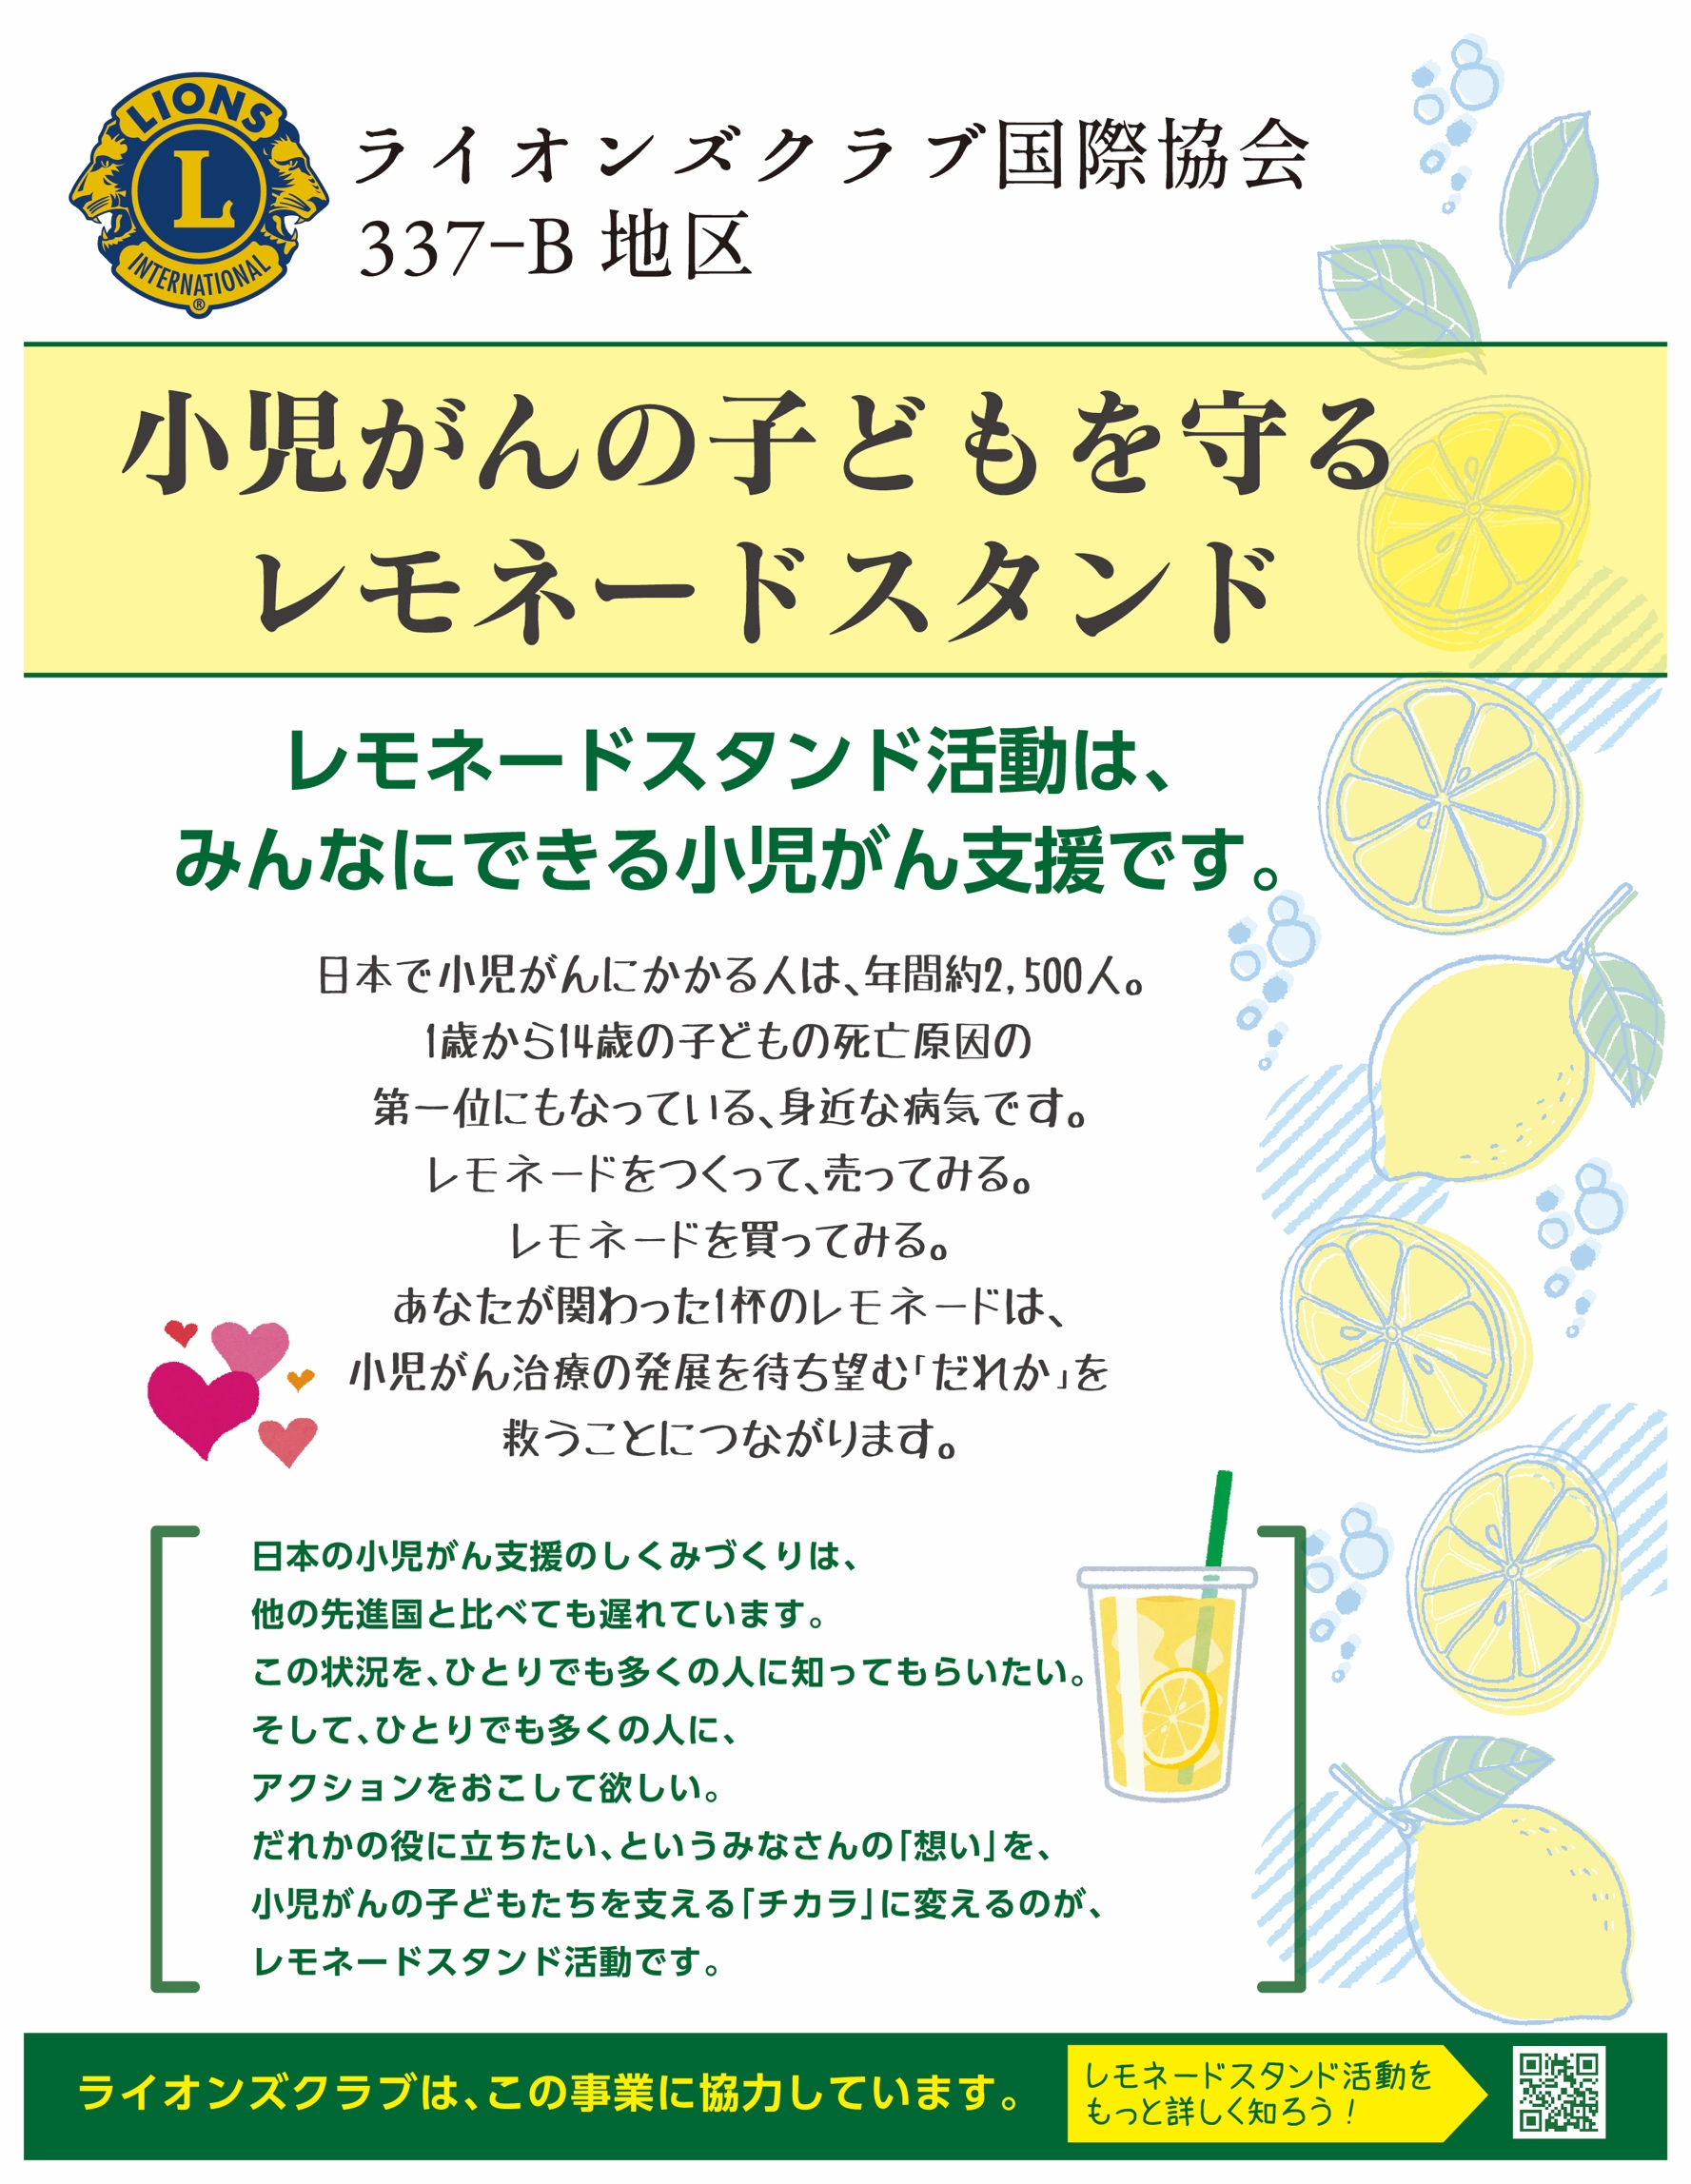 LIONS
L
INTERNATIONAL
®
ライオンズクラブ国際協会
337-B 地区
小児がんの子どもを守る
レモネードスタンド
レモネードスタンド活動は、
みんなにできる小児がん支援です。
日本で小児がんにかかる人は、年間約2,500人。
1歳から14歳の子どもの死亡原因の
第一位にもなっている、身近な病気です。
レモネードをつくって、売ってみる。
レモネードを買ってみる。
あなたが関わった1杯のレモネードは、
小児がん治療の発展を待ち望む「だれか」を
救うことにつながります。
日本の小児がん支援のしくみづくりは、
他の先進国と比べても遅れています。
この状況を、ひとりでも多くの人に知ってもらいたい。
そして、ひとりでも多くの人に、
アクションをおこして欲しい。
だれかの役に立ちたい、というみなさんの「想い」を、
小児がんの子どもたちを支える「チカラ」に変えるのが、
レモネードスタンド活動です。
ライオンズクラブは、この事業に協力しています。
レモネードスタンド活動を
もっと詳しく知ろう！